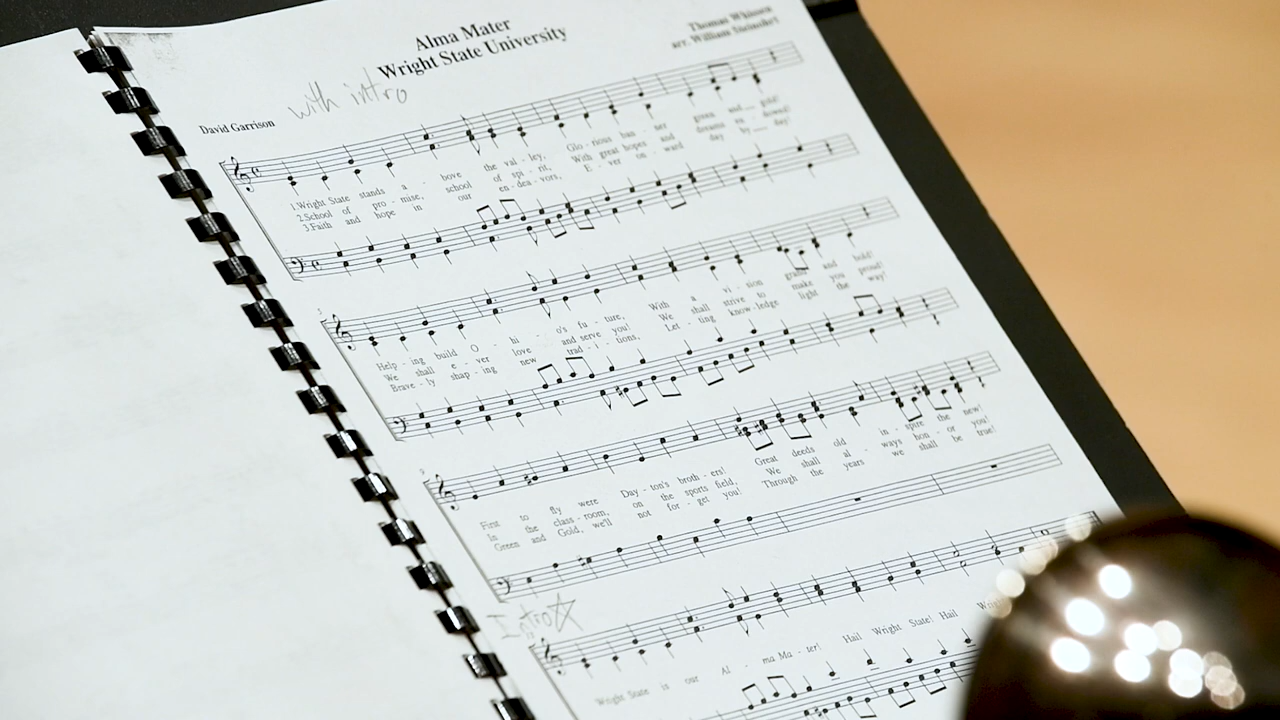 Alma Mater
Wright State University
Thomas Whissen
arr. William Steinohrt
with intro
David Garrison
1.Wright State stands a - bove the val - ley, Glo - rious ban - ner green and gold!
2.School of pro - mise, school of spi - rit, With great hopes and dreams en - dowed!
3.Faith and hope in our en - dea - vors, E - ver on - ward day by day!
Help - ing build O - hi - o's fu - ture, With a vi - sion grand and bold!
We shall e - ver love and serve you! We shall strive to make you proud!
Brave - ly shap - ing new trad - i - tions, Let - ting know - ledge light the way!
First to fly were Day - ton's broth - ers! Great deeds old in - spire the new!
In the class - room, on the sports field, We shall al - ways hon - or you!
Green and Gold, we'll not for - get you! Through the years we shall be true!
Intro
Wright State is our Al - ma Ma - ter! Hail Wright State! Hail